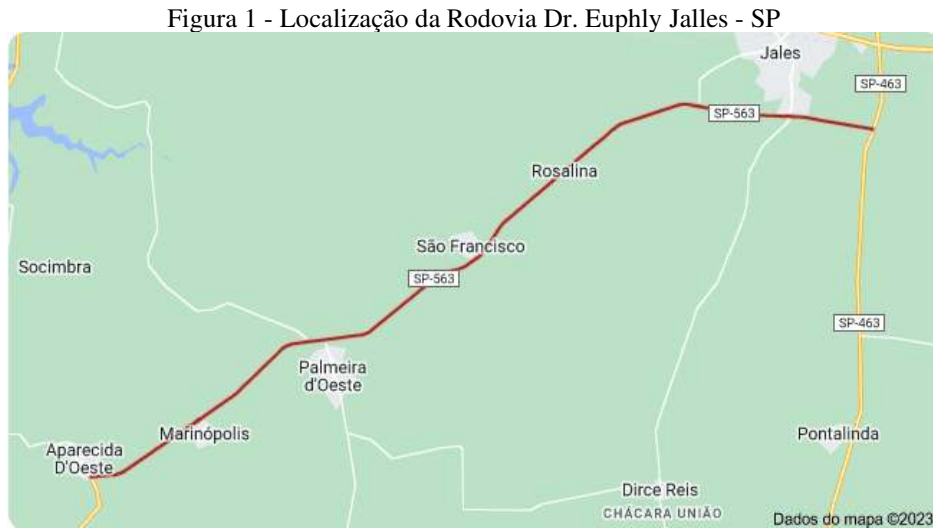 Figura 1 - Localização da Rodovia Dr. Euphly Jalles - SP
Jales
SP-463
SP-563
Rosalina
São Francisco
Socimbra
SP-563
SP-463
Palmeira
d'Oeste
Marinópolis
Pontalinda
Aparecida
D'Oeste
Dirce Reis
CHÁCARA UNIÃO
Dados do mapa ©2023